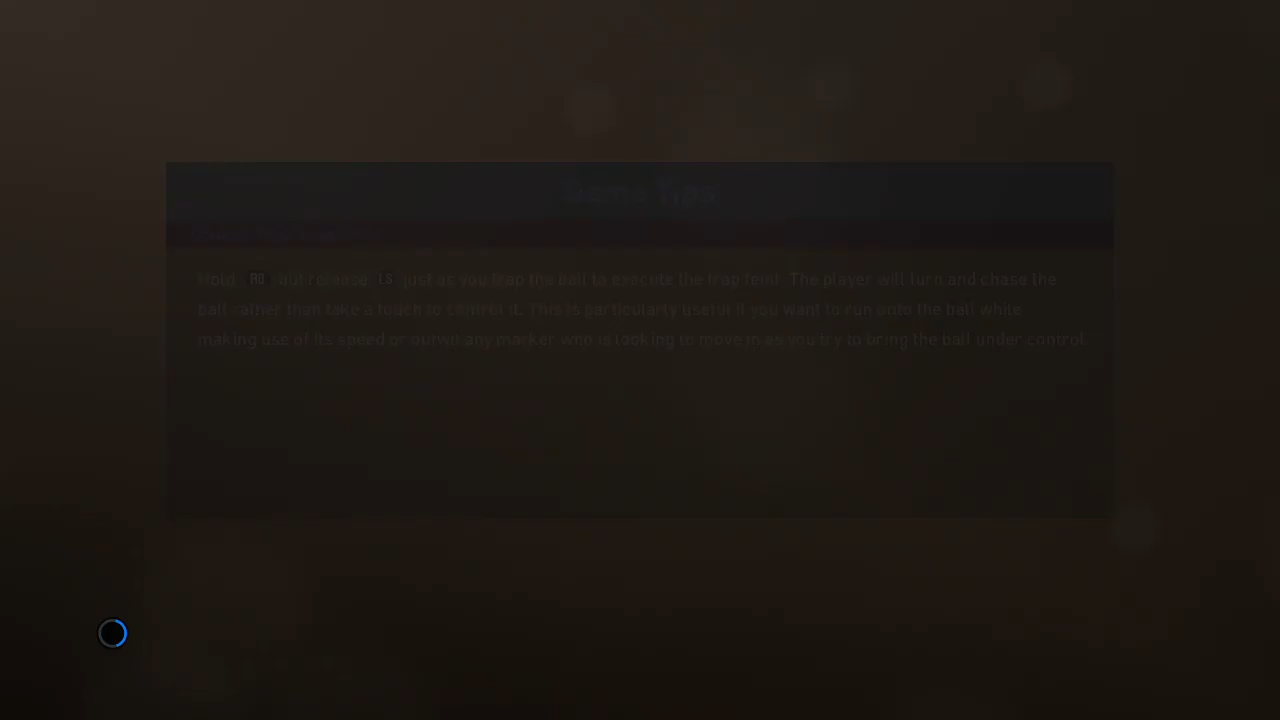 Game Tips
Hold RB but release LS just as you trap the ball to execute the trap feint. The player will turn and chase the
ball rather than take a touch to control it. This is particularly useful if you want to run onto the ball while
making use of its speed or outwit any marker who is looking to move in as you try to bring the ball under control.